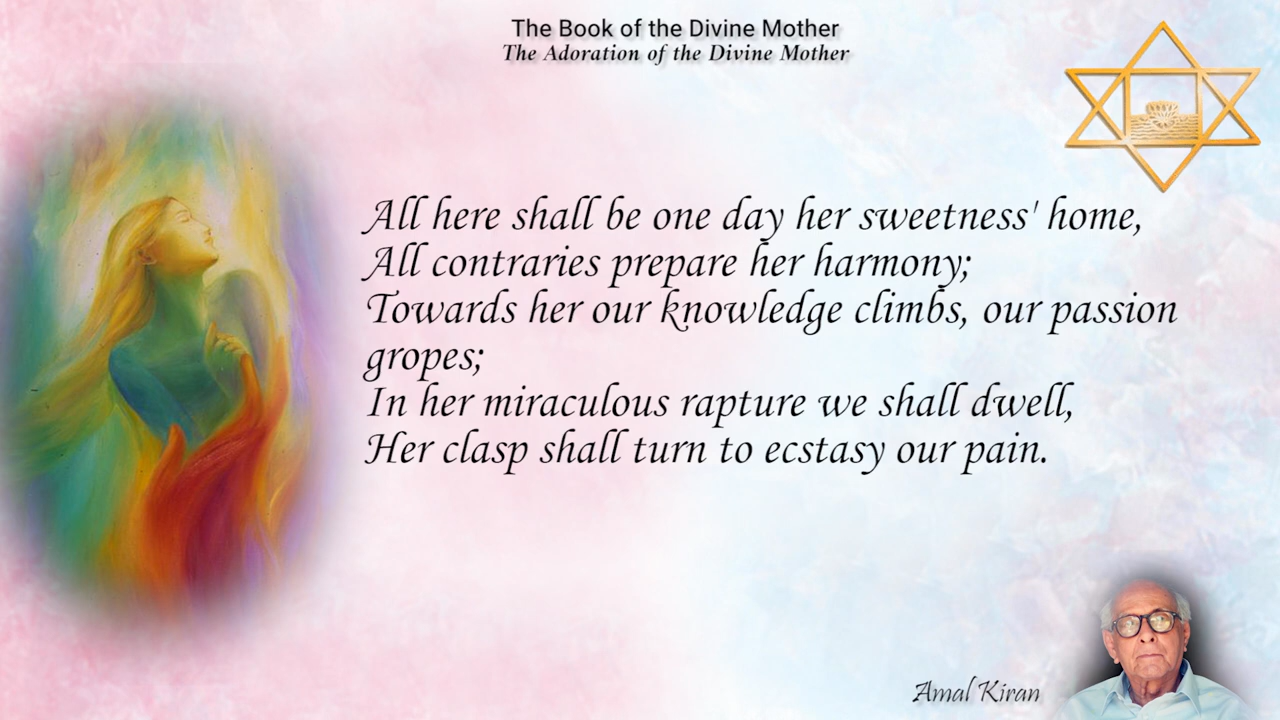 The Book of the Divine Mother
The Adoration of the Divine Mother
All here shall be one day her sweetness' home,
All contraries prepare her harmony;
Towards her our knowledge climbs, our passion
gropes;
In her miraculous rapture we shall dwell,
Her clasp shall turn to ecstasy our pain.
Amal Kiran